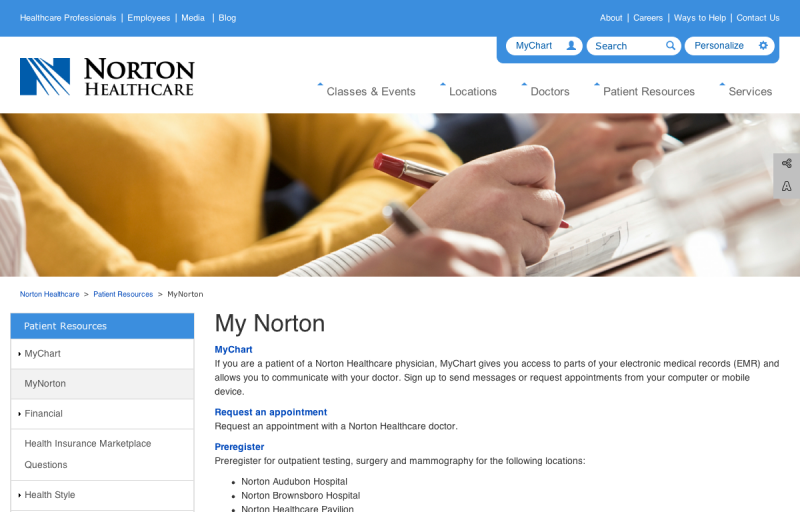 Healthcare Professionals | Employees | Media | Blog
About | Careers | Ways to Help | Contact Us
MyChart
Search
Personalize
NORTON
HEALTHCARE
Classes & Events
Locations
Doctors
Patient Resources
Services
A
Norton Healthcare > Patient Resources > MyNorton
Patient Resources
MyChart
MyNorton
Financial
Health Insurance Marketplace
Questions
Health Style
My Norton
MyChart
If you are a patient of a Norton Healthcare physician, MyChart gives you access to parts of your electronic medical records (EMR) and
allows you to communicate with your doctor. Sign up to send messages or request appointments from your computer or mobile
device.
Request an appointment
Request an appointment with a Norton Healthcare doctor.
Preregister
Preregister for outpatient testing, surgery and mammography for the following locations:
• Norton Audubon Hospital
• Norton Brownsboro Hospital
• Norton Healthcare Pavilion